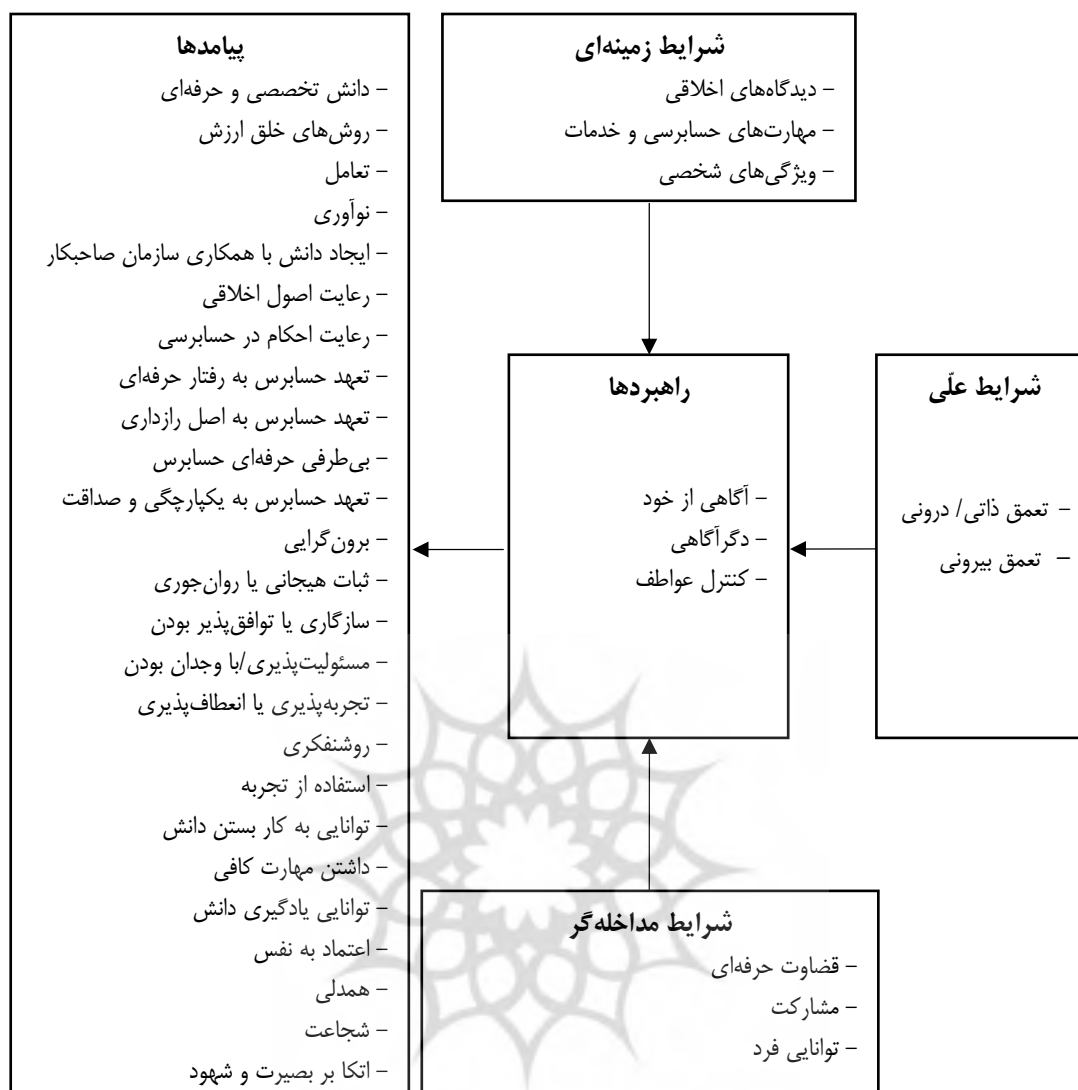 شرایط زمینه‌ای
- دیدگاه‌های اخلاقی
- مهارت‌های حسابرسی و خدمات
- ویژگی‌های شخصی
شرایط علّی
- تعمق ذاتی/ درونی
- تعمق بیرونی
راهبردها
- آگاهی از خود
- دگرآگاهی
- کنترل عواطف
شرایط مداخله‌گر
- قضاوت حرفه‌ای
- مشارکت
- توانایی فرد
پیامدها
- دانش تخصصی و حرفه‌ای
- روش‌های خلق ارزش
- تعامل
- نوآوری
- ایجاد دانش با همکاری سازمان صاحبکار
- رعایت اصول اخلاقی
- رعایت احکام در حسابرسی
- تعهد حسابرس به رفتار حرفه‌ای
- تعهد حسابرس به اصل رازداری
- بی‌طرفی حرفه‌ای حسابرس
- تعهد حسابرس به یکپارچگی و صداقت
- برون‌گرایی
- ثبات هیجانی یا روان‌جوری
- سازگاری یا توافق‌پذیر بودن
- مسئولیت‌پذیری/با وجدان بودن
- تجربه‌پذیری یا انعطاف‌پذیری
- روشنفکری
- استفاده از تجربه
- توانایی به کار بستن دانش
- داشتن مهارت کافی
- توانایی یادگیری دانش
- اعتماد به نفس
- همدلی
- شجاعت
- اتکا بر بصیرت و شهود